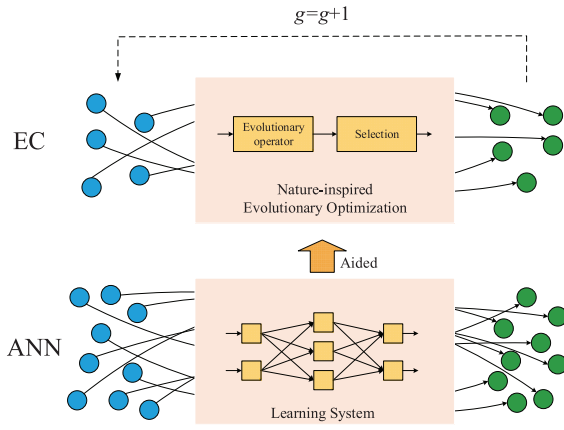 g=g+1
EC
Evolutionary
operator
Selection
Nature-inspired
Evolutionary Optimization
Aided
ANN
Learning System